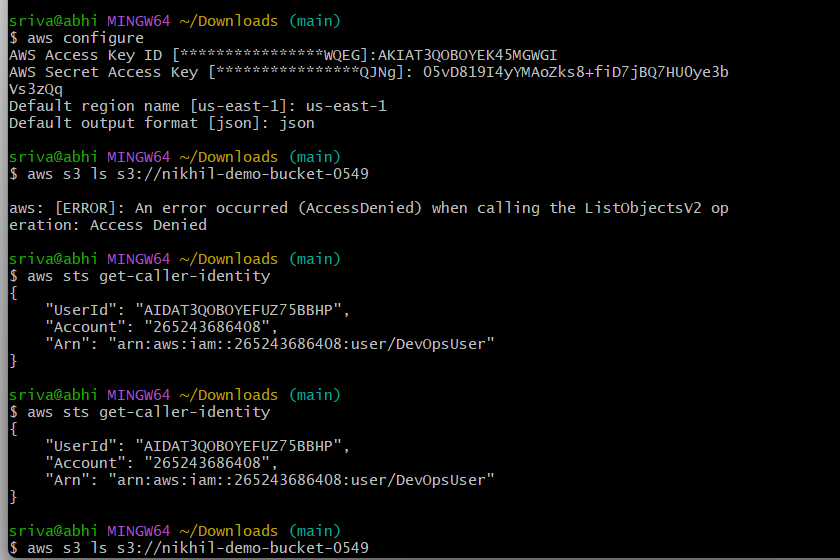 sriva@abhi MINGW64 ~/Downloads (main)
$ aws configure
AWS Access Key ID [****************WQEG]:AKIAT3QOBOYEK45MGWGI
AWS Secret Access Key [****************QJNg]: O5vD819I4yYMAoZks8+fiD7jBQ7HUOye3b
Vs3zQq
Default region name [us-east-1]: us-east-1
Default output format [json]: json
sriva@abhi MINGW64 ~/Downloads (main)
$ aws s3 ls s3://nikhil-demo-bucket-0549
aws: [ERROR]: An error occurred (AccessDenied) when calling the ListObjectsV2 op
eration: Access Denied
sriva@abhi MINGW64 ~/Downloads (main)
$ aws sts get-caller-identity
{
    "UserId": "AIDAT3QOBOYEFUZ75BBHP",
    "Account": "265243686408",
    "Arn": "arn:aws:iam::265243686408:user/DevOpsUser"
}
sriva@abhi MINGW64 ~/Downloads (main)
$ aws sts get-caller-identity
{
    "UserId": "AIDAT3QOBOYEFUZ75BBHP",
    "Account": "265243686408",
    "Arn": "arn:aws:iam::265243686408:user/DevOpsUser"
}
sriva@abhi MINGW64 ~/Downloads (main)
$ aws s3 ls s3://nikhil-demo-bucket-0549